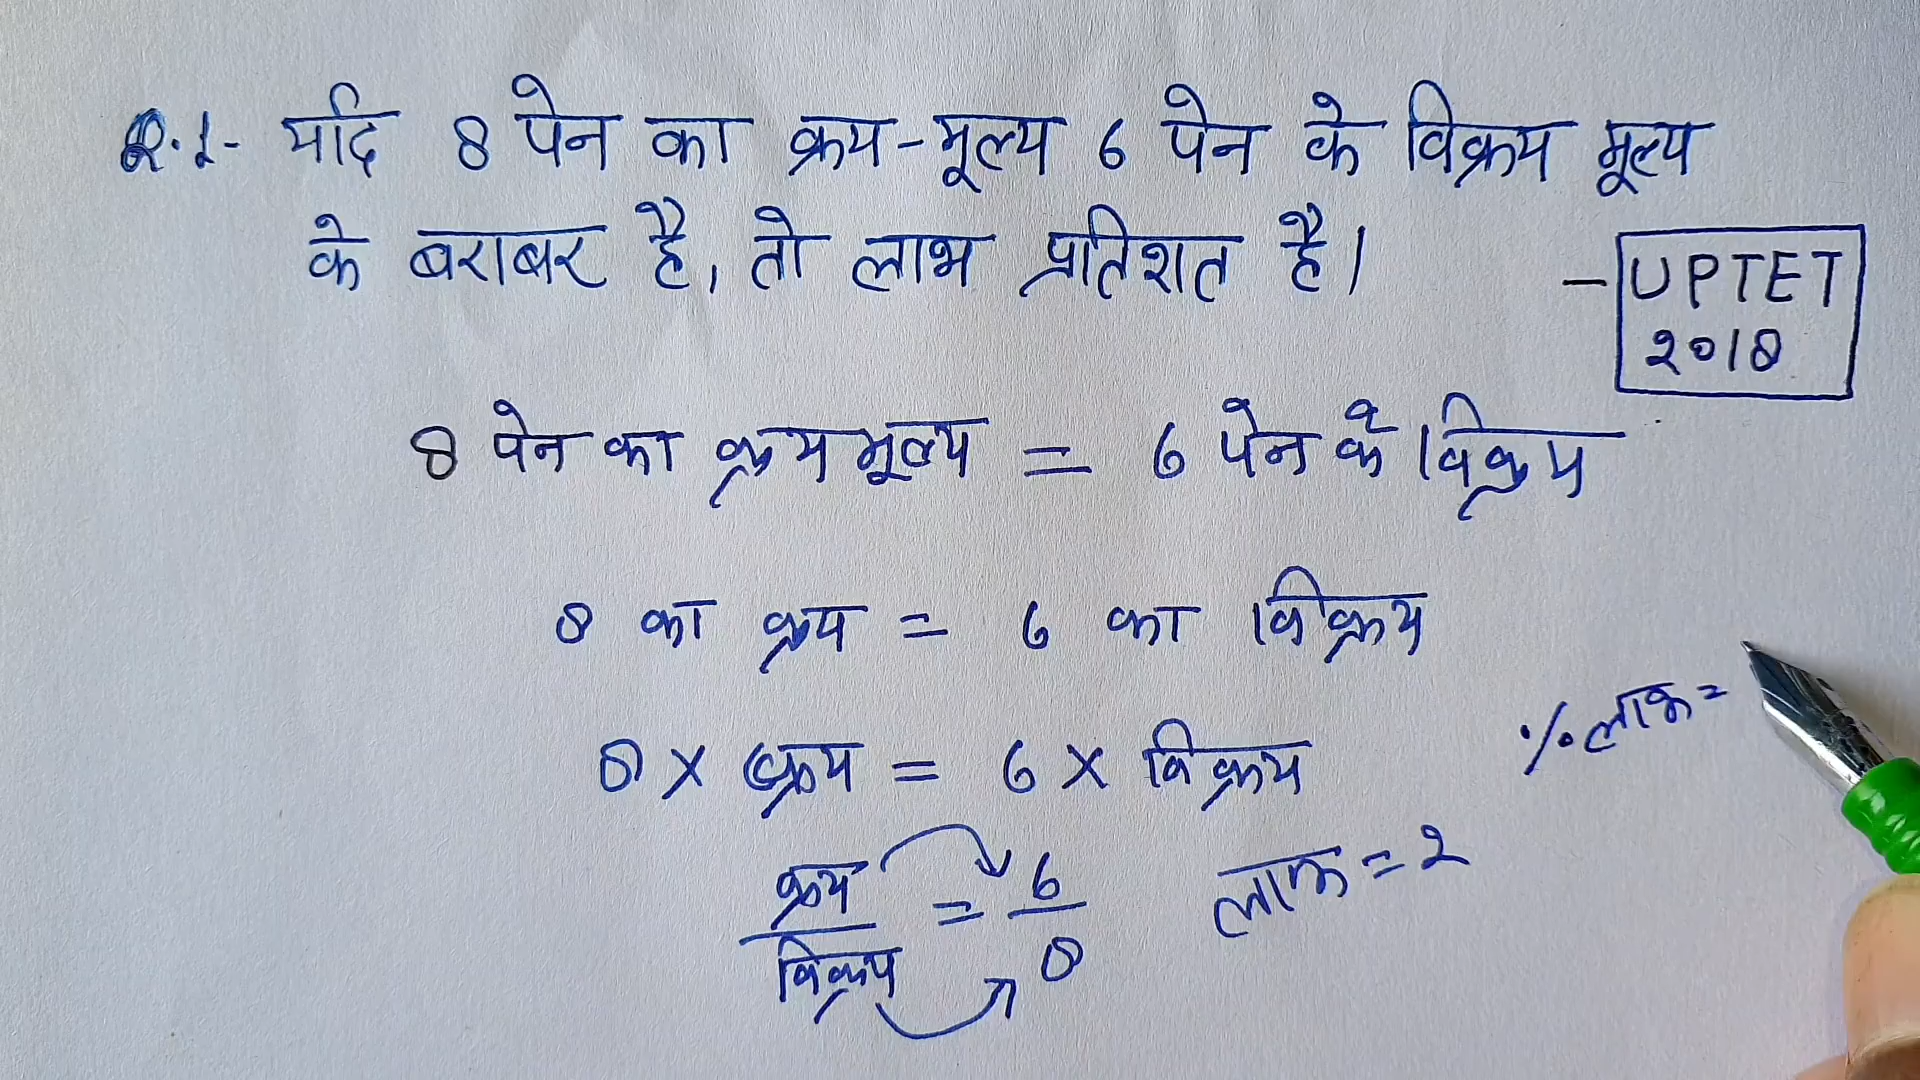 Q.1- यदि 8 पेन का क्रय-मूल्य 6 पेन के विक्रय मूल्य
के बराबर है, तो लाभ प्रतिशत है।
- UPTET
2018
8 पेन का क्रय मूल्य = 6 पेन के विक्रय
8 का क्रय = 6 का विक्रय
% लाभ =
8 × क्रय = 6 × विक्रय
क्रय/विक्रय = 6/8 लाभ = 2